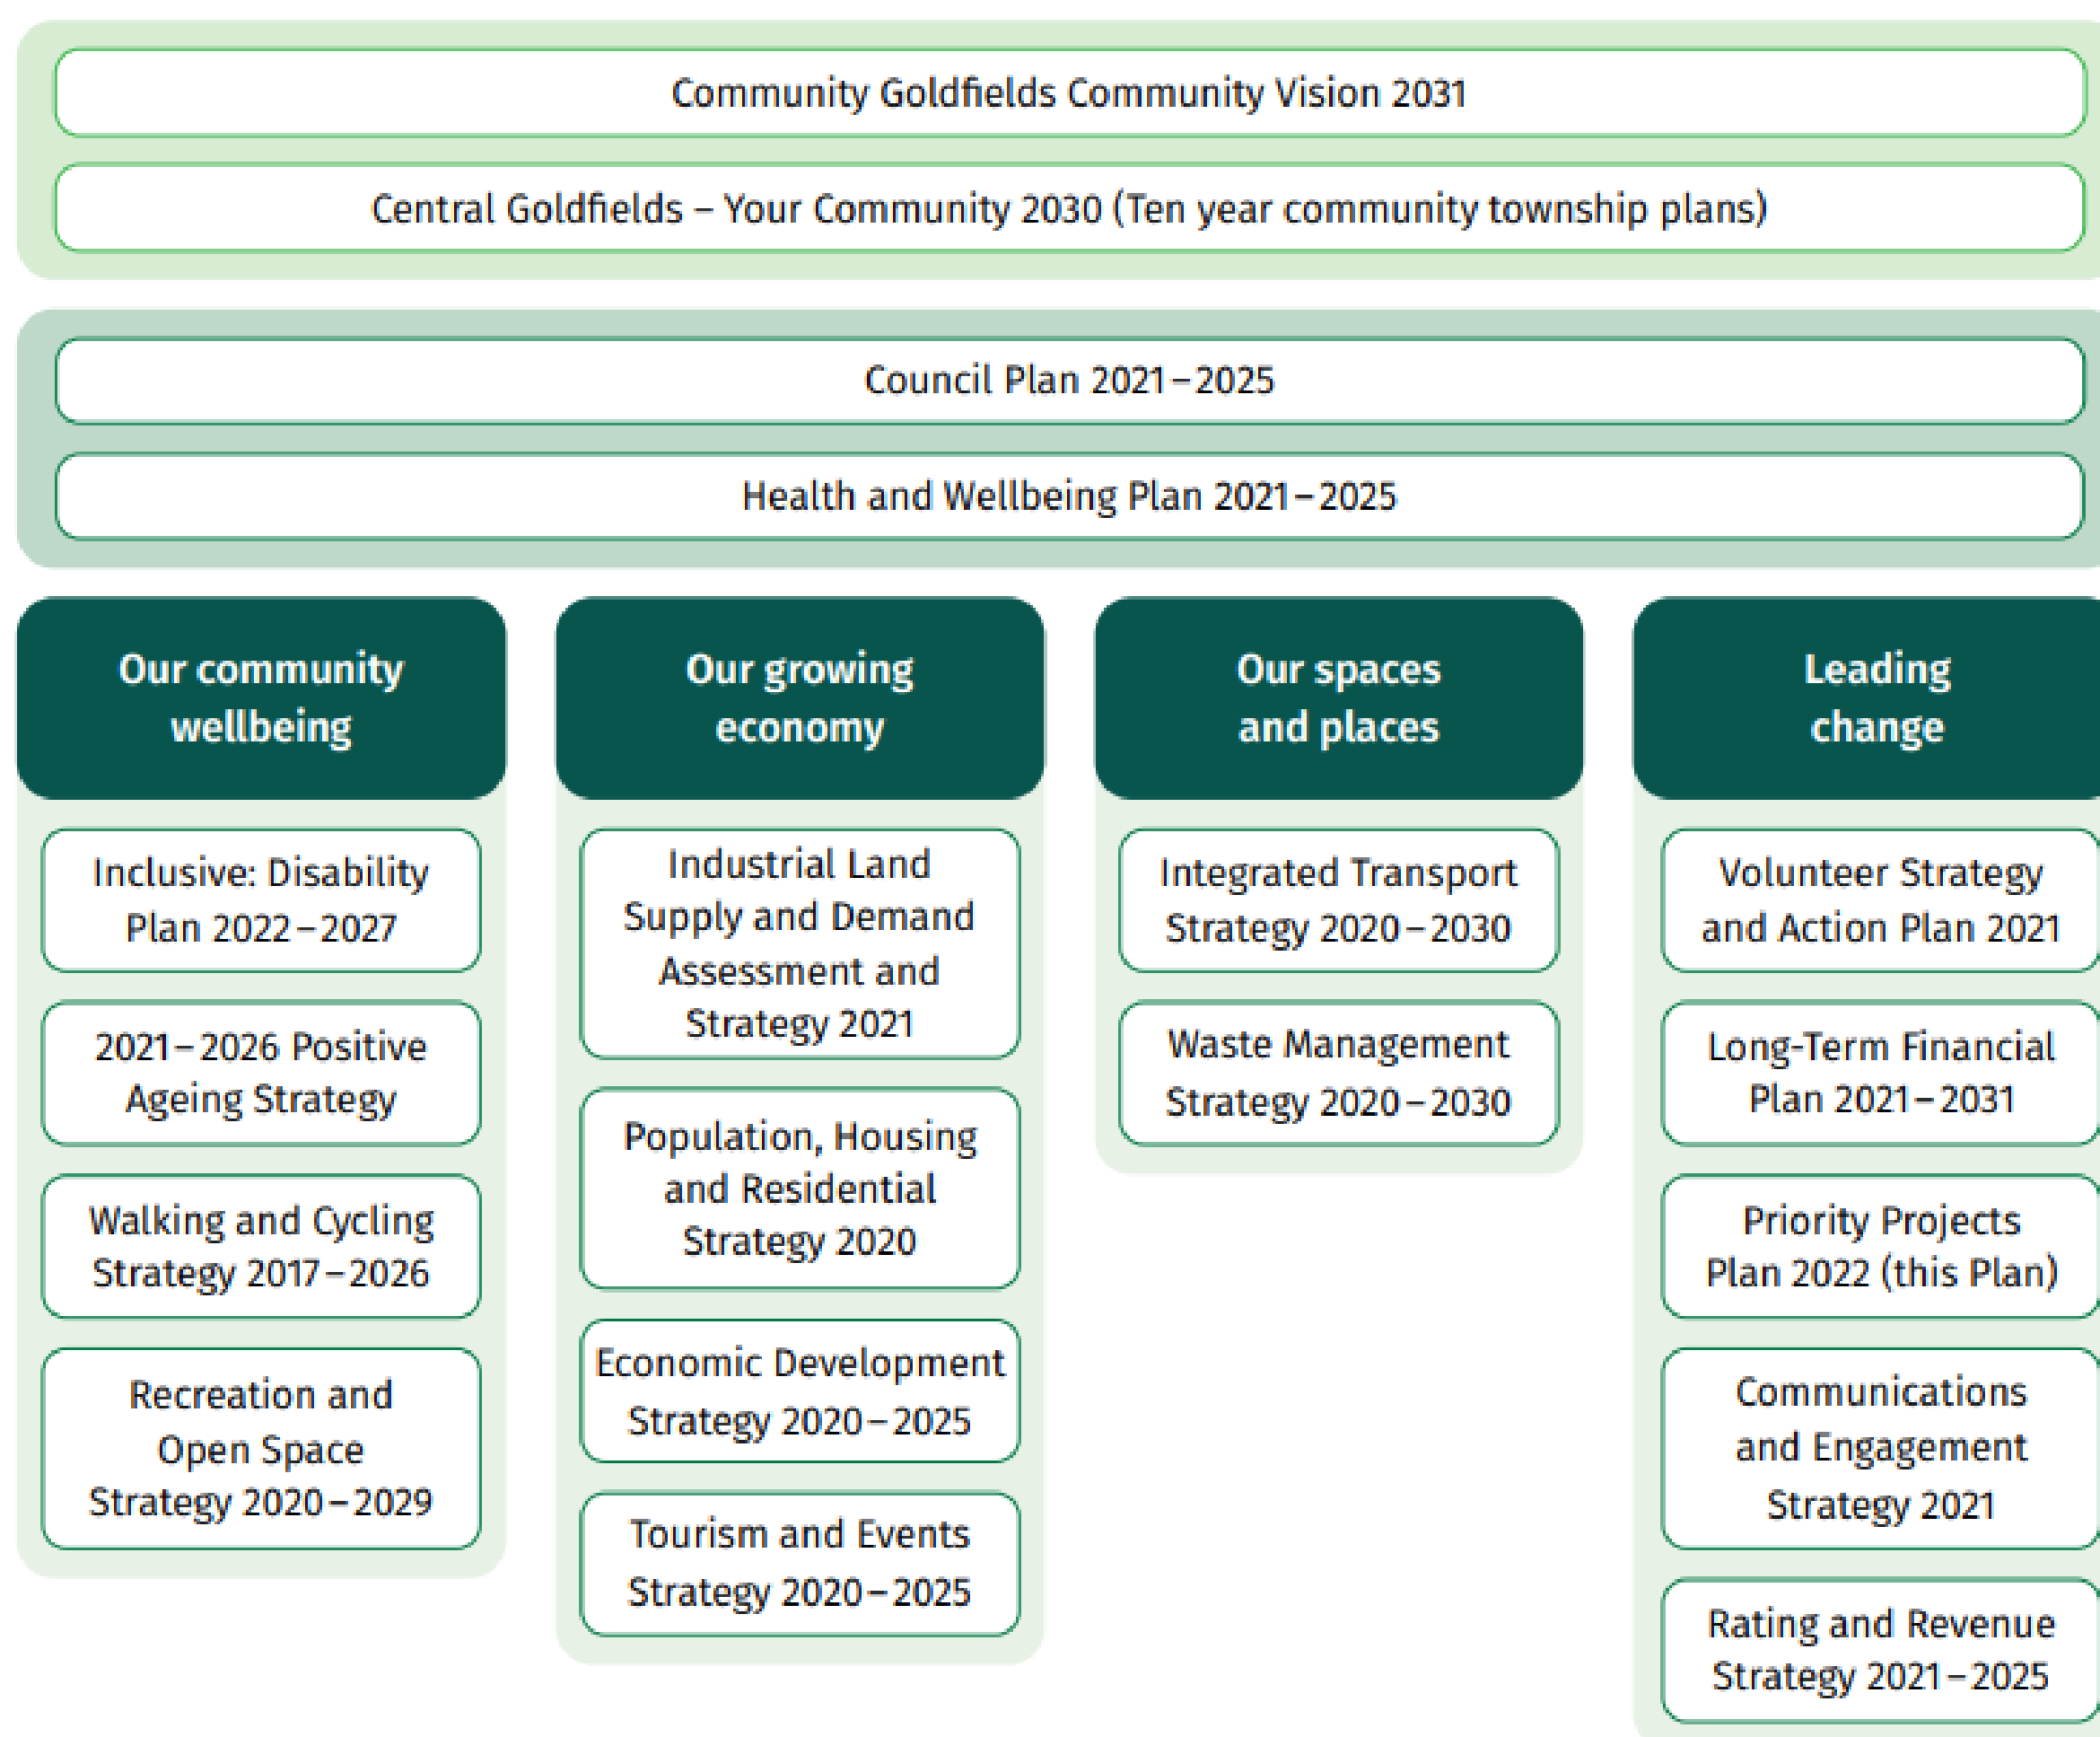 Community Goldfields Community Vision 2031
Central Goldfields – Your Community 2030 (Ten year community township plans)
Council Plan 2021–2025
Health and Wellbeing Plan 2021–2025
Our community
wellbeing
Inclusive: Disability
Plan 2022–2027
2021–2026 Positive
Ageing Strategy
Walking and Cycling
Strategy 2017–2026
Recreation and
Open Space
Strategy 2020–2029
Our growing
economy
Industrial Land
Supply and Demand
Assessment and
Strategy 2021
Population, Housing
and Residential
Strategy 2020
Economic Development
Strategy 2020–2025
Tourism and Events
Strategy 2020–2025
Our spaces
and places
Integrated Transport
Strategy 2020–2030
Waste Management
Strategy 2020–2030
Leading
change
Volunteer Strategy
and Action Plan 2021
Long-Term Financial
Plan 2021–2031
Priority Projects
Plan 2022 (this Plan)
Communications
and Engagement
Strategy 2021
Rating and Revenue
Strategy 2021–2025